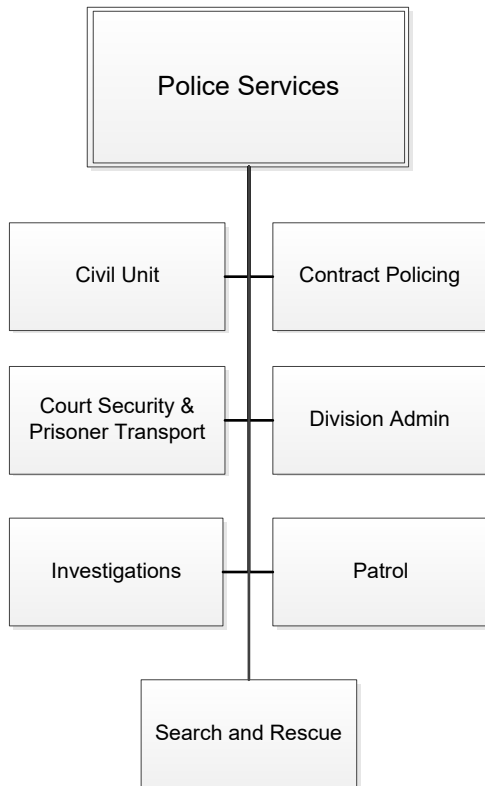 Police Services
Civil Unit
Contract Policing
Court Security &
Prisoner Transport
Division Admin
Investigations
Patrol
Search and Rescue